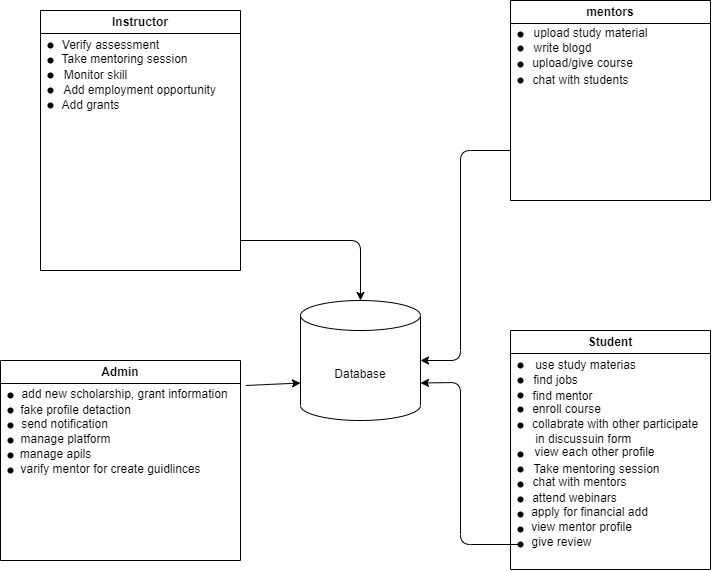 Instructor
Verify assessment
Take mentoring session
Monitor skill
Add employment opportunity
Add grants
mentors
upload study material
write blogd
upload/give course
chat with students
Database
Admin
add new scholarship, grant information
fake profile detaction
send notification
manage platform
manage apils
varify mentor for create guidlinces
Student
use study materias
find jobs
find mentor
enroll course
collabrate with other participate
in discussuin form
view each other profile
Take mentoring session
chat with mentors
attend webinars
apply for financial add
view mentor profile
give review